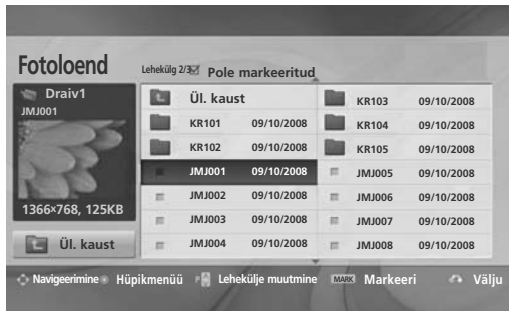 Fotoloend
Lehekülg 2/3 Pole markeeritud
Draiv1
JMJ001
1366×768, 125KB
Ül. kaust
Ül. kaust
KR101 09/10/2008
KR102 09/10/2008
JMJ001 09/10/2008
JMJ002 09/10/2008
JMJ003 09/10/2008
JMJ004 09/10/2008
KR103 09/10/2008
KR104 09/10/2008
KR105 09/10/2008
JMJ005 09/10/2008
JMJ006 09/10/2008
JMJ007 09/10/2008
JMJ008 09/10/2008
Navigeerimine Hüpikmenüü P Lehekülje muutmine MARK Markeeri Välju